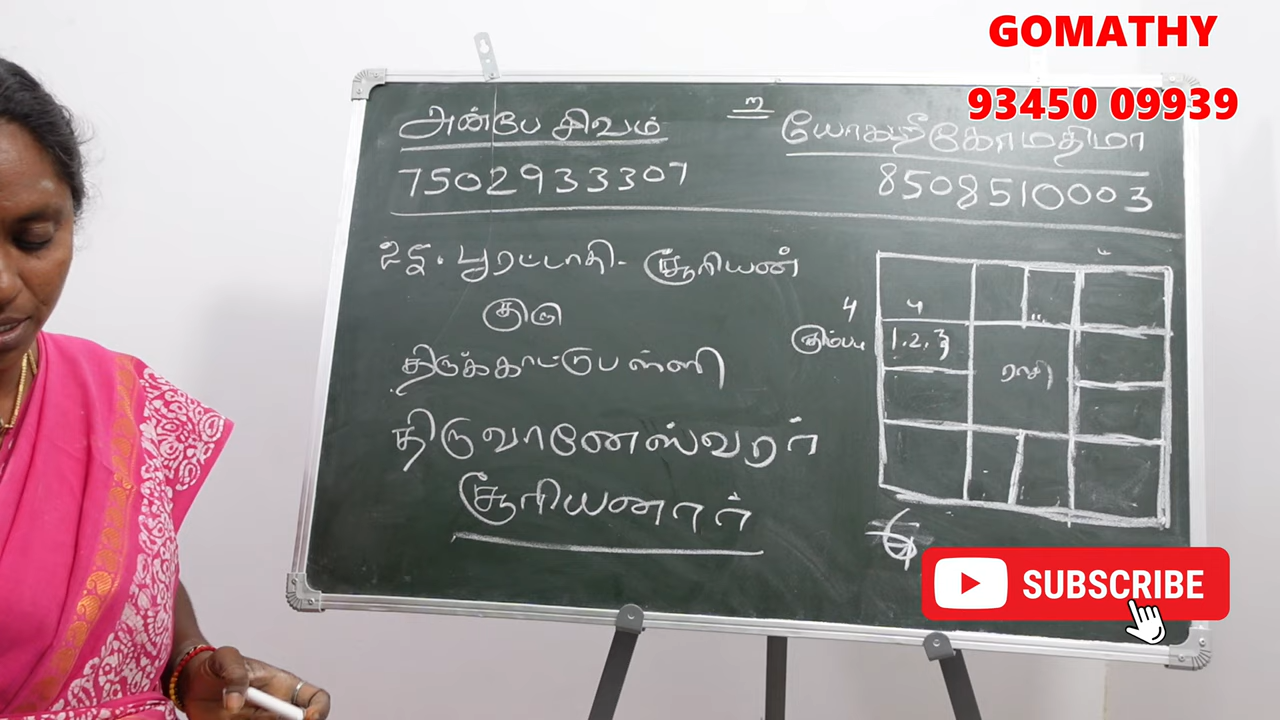 GOMATHY
93450 09939
உ
அன்பே சிவம்
யோகஸ்ரீகோமதிமா
7502933307
8508510003
25. பூரட்டாதி - சூரியன்
குரு
திருக்காட்டுபள்ளி
திருவானேஸ்வரர்
சூரியனார்
4
4
கும்பம்
1, 2, 3
ராசி
SUBSCRIBE